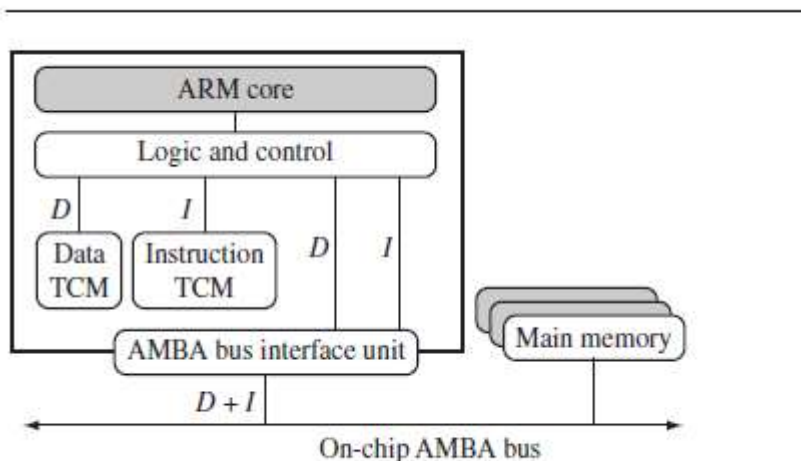 ARM core
Logic and control
D
I
D
I
Data
TCM
Instruction
TCM
AMBA bus interface unit
Main memory
D + I
On-chip AMBA bus